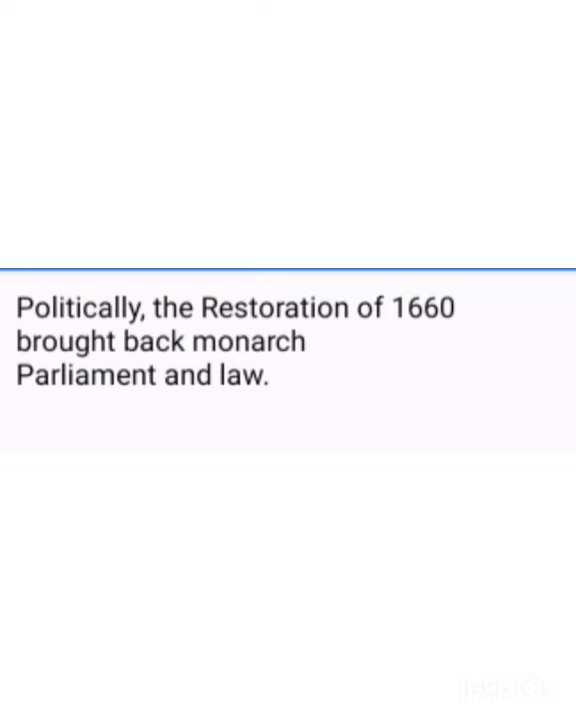 Politically, the Restoration of 1660
brought back monarch
Parliament and law.